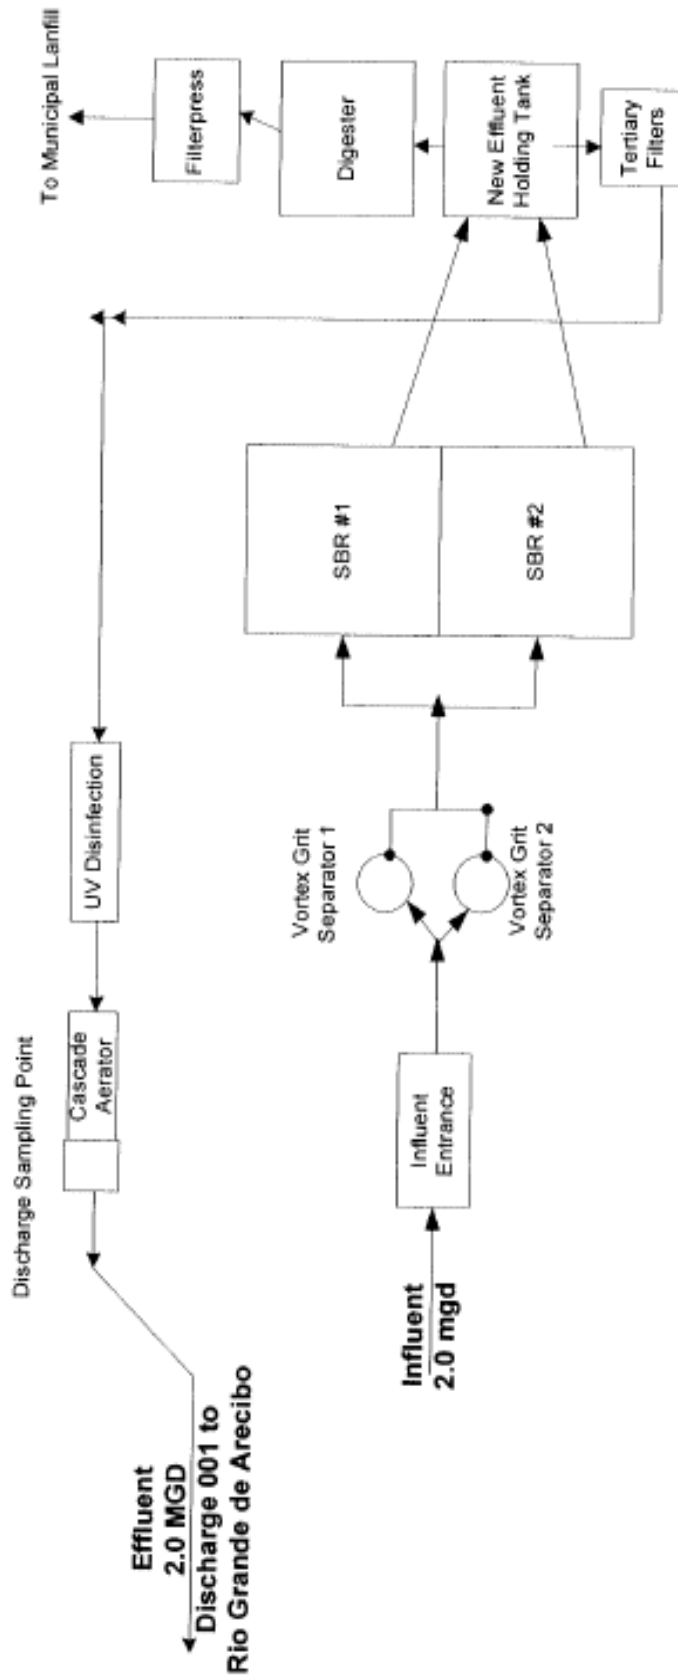 To Municipal Lanfill
Filterpress
Digester
New Effluent
Holding Tank
Tertiary
Filters
SBR #1
SBR #2
UV Disinfection
Vortex Grit
Separator 1
Vortex Grit
Separator 2
Discharge Sampling Point
Cascade
Aerator
Influent
Entrance
Influent
2.0 mgd
Effluent
2.0 MGD
Discharge 001 to
Rio Grande de Arecibo